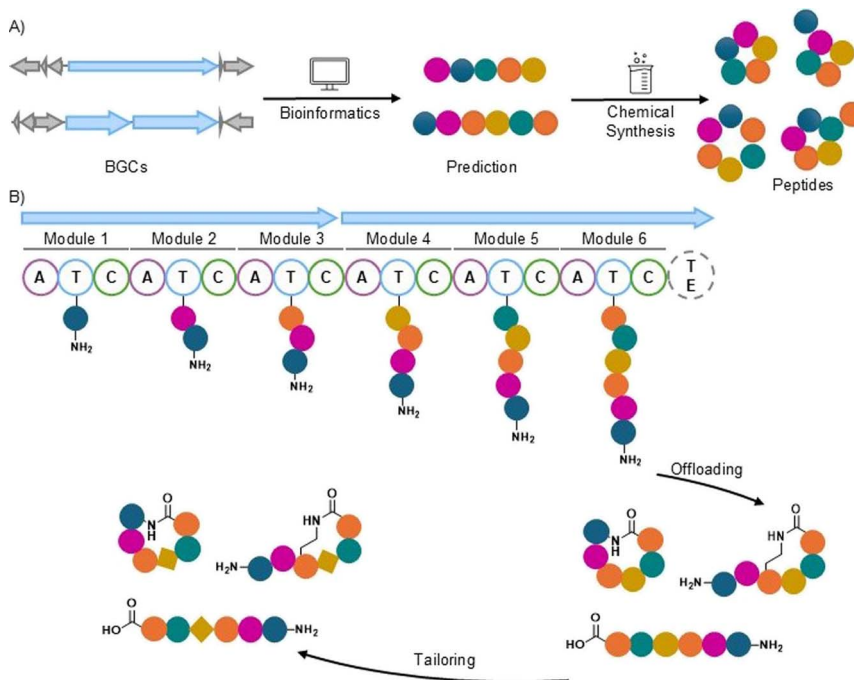 A)
Bioinformatics
Chemical
Synthesis
BGCs
Prediction
Peptides
B)
Module 1 Module 2 Module 3 Module 4 Module 5 Module 6
A T C A T C A T C A T C A T C A T C T
E
NH2
NH2
NH2
NH2
NH2
NH2
Offloading
O
N
H
O
HN
H2N
O
HO
NH2
O
N
H
O
HN
H2N
O
HO
NH2
Tailoring